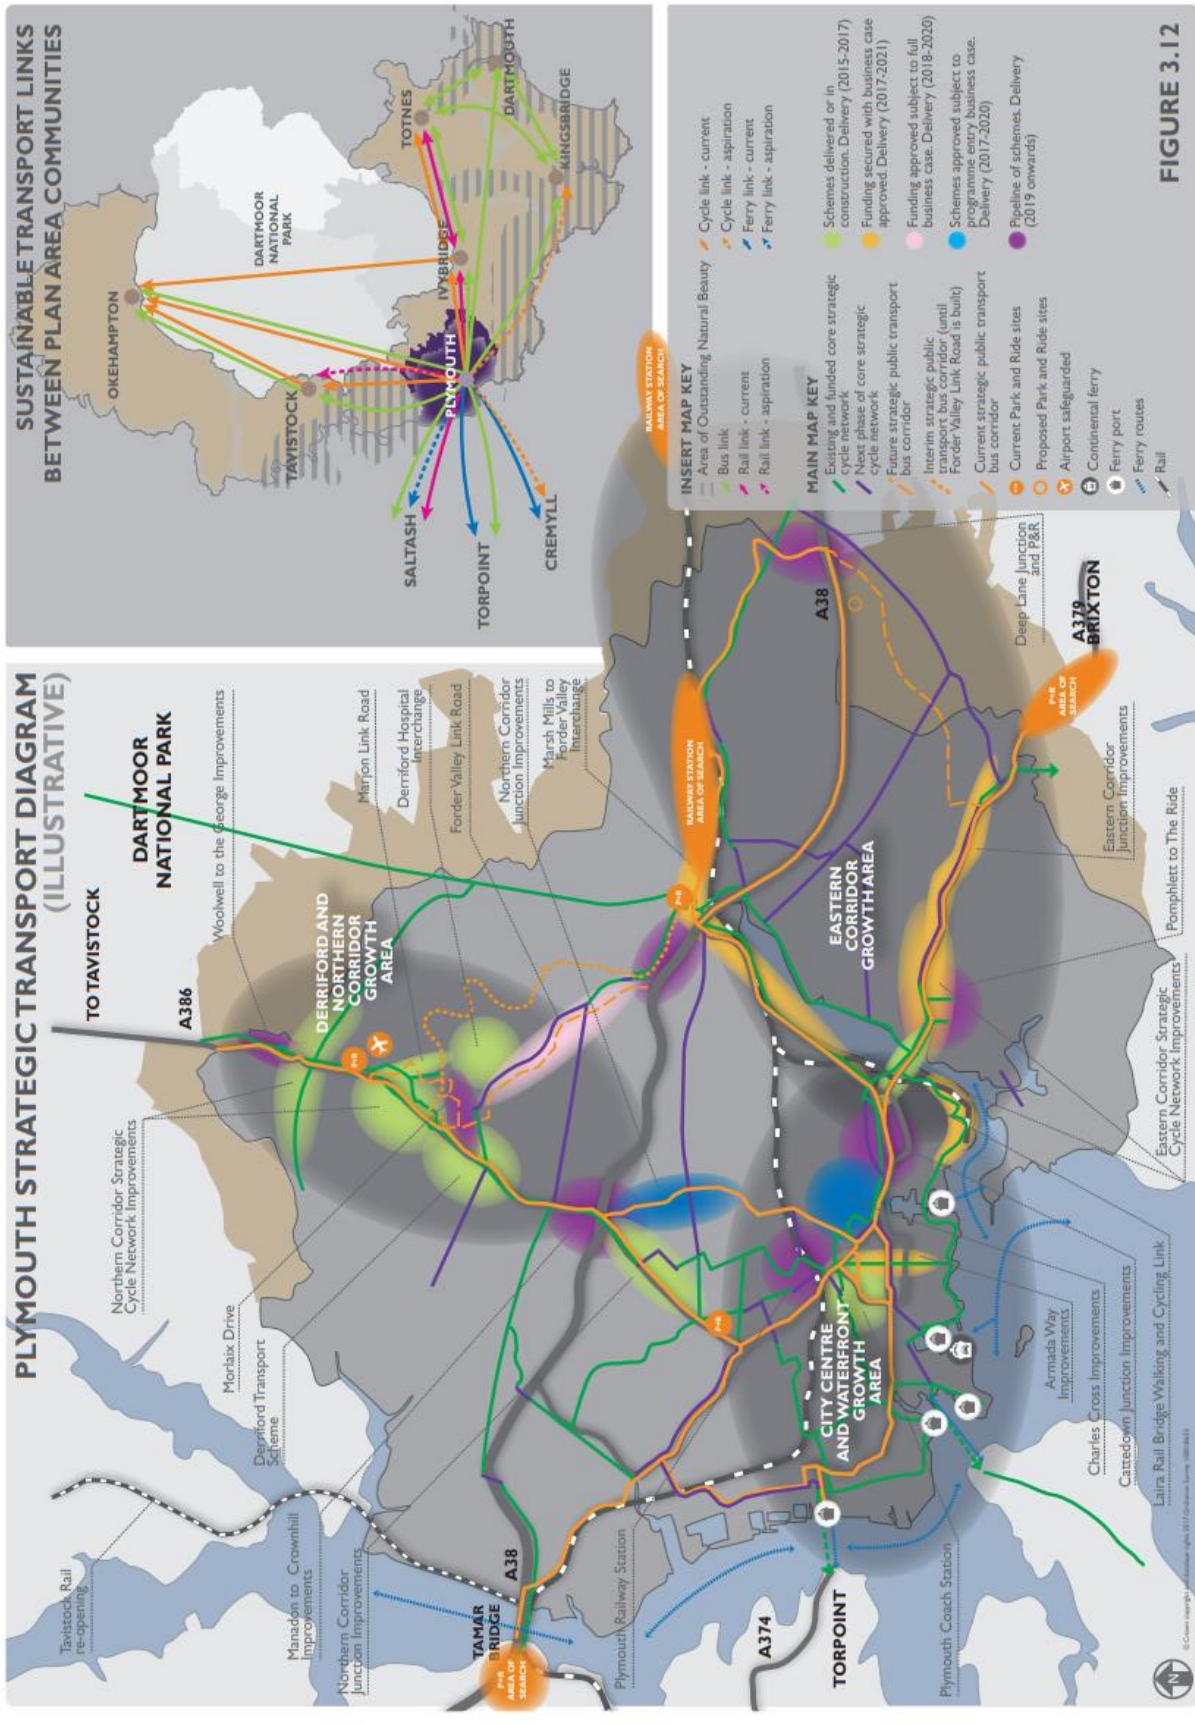 PLYMOUTH STRATEGIC TRANSPORT DIAGRAM
(ILLUSTRATIVE)
TO TAVISTOCK
A386
DARTMOOR
NATIONAL PARK
Northern Corridor Strategic
Cycle Network Improvements
Woolwell to the George Improvements
Morlaix Drive
Derriford Transport
Scheme
DERRIFORD AND
NORTHERN
CORRIDOR
GROWTH
AREA
Marjon Link Road
Derriford Hospital
Interchange
Forder Valley Link Road
Northern Corridor
Junction Improvements
Marsh Mills to
Forder Valley
Interchange
Tavistock Rail
re-opening
Manadon to Crownhill
Improvements
Northern Corridor
Junction Improvements
P+R
P+R
P+R
TAMAR
BRIDGE
A38
P+R
AREA OF
SEARCH
Plymouth Railway Station
RAILWAY STATION
AREA OF SEARCH
RAILWAY STATION
AREA OF SEARCH
A374
TORPOINT
CITY CENTRE
AND WATERFRONT
GROWTH
AREA
EASTERN
CORRIDOR
GROWTH AREA
A38
Deep Lane Junction
and P&R
A379
BRIXTON
P+R
AREA OF
SEARCH
Plymouth Coach Station
Armada Way
Improvements
Charles Cross Improvements
Cattedown Junction Improvements
Laira Rail Bridge Walking and Cycling Link
Eastern Corridor Strategic
Cycle Network Improvements
Pomphlett to The Ride
Eastern Corridor
Junction Improvements
N
SUSTAINABLE TRANSPORT LINKS
BETWEEN PLAN AREA COMMUNITIES
OKEHAMPTON
DARTMOOR
NATIONAL
PARK
TAVISTOCK
SALTASH
TORPOINT
CREMYLL
PLYMOUTH
IVYBRIDGE
TOTNES
DARTMOUTH
KINGSBRIDGE
INSERT MAP KEY
Area of Outstanding Natural Beauty
Bus link
Rail link - current
Rail link - aspiration
Cycle link - current
Cycle link - aspiration
Ferry link - current
Ferry link - aspiration
MAIN MAP KEY
Existing and funded core strategic
cycle network
Next phase of core strategic
cycle network
Future strategic public transport
bus corridor
Interim strategic public
transport bus corridor (until
Forder Valley Link Road is built)
Current strategic public transport
bus corridor
Current Park and Ride sites
Proposed Park and Ride sites
Airport safeguarded
Continental ferry
Ferry port
Ferry routes
Rail
Schemes delivered or in
construction. Delivery (2015-2017)
Funding secured with business case
approved. Delivery (2017-2021)
Funding approved subject to full
business case. Delivery (2018-2020)
Schemes approved subject to
programme entry business case.
Delivery (2017-2020)
Pipeline of schemes. Delivery
(2019 onwards)
FIGURE 3.12